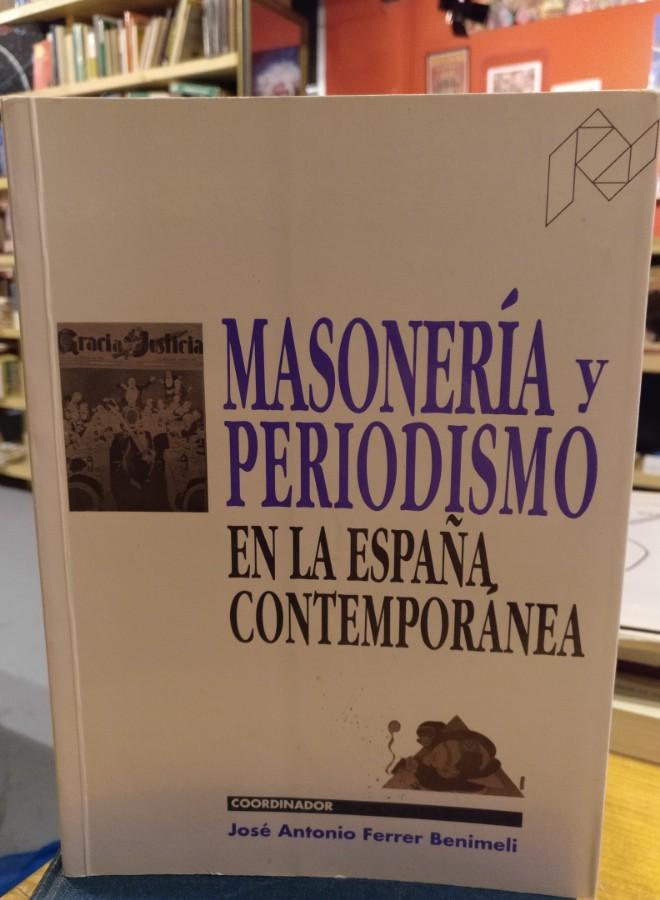 Gracia y Justicia
MASONERÍA y
PERIODISMO
EN LA ESPAÑA
CONTEMPORÁNEA
COORDINADOR
José Antonio Ferrer Benimeli